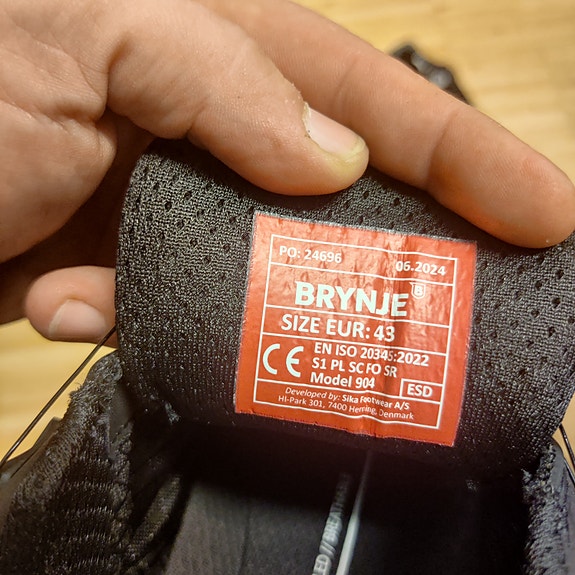 PO: 24696
06.2024
BRYNJE B
SIZE EUR: 43
CE
EN ISO 20345:2022
S1 PL SC FO SR
Model 904
ESD
Developed by: Sika Footwear A/S
HI-Park 301, 7400 Herning, Denmark